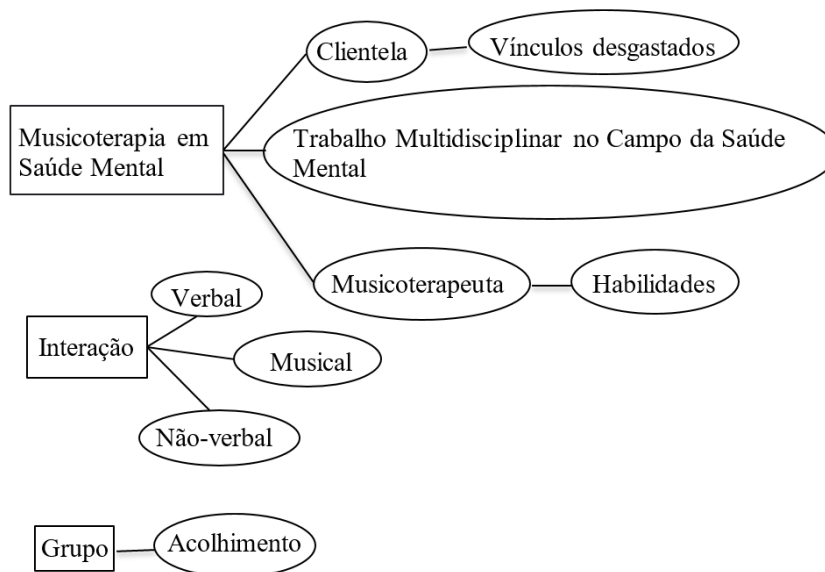 Clientela
Vínculos desgastados
Musicoterapia em
Saúde Mental
Trabalho Multidisciplinar no Campo da Saúde
Mental
Musicoterapeuta
Habilidades
Verbal
Interação
Musical
Não-verbal
Grupo
Acolhimento